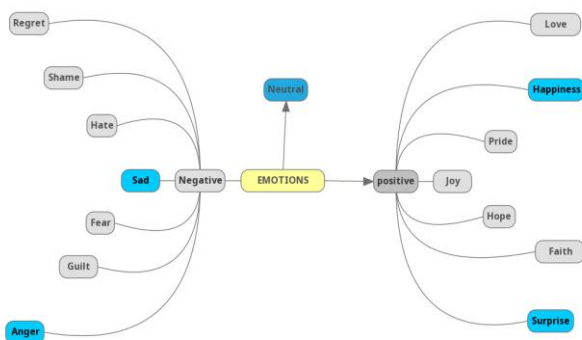 Regret
Love
Shame
Neutral
Happiness
Hate
Pride
Sad
Negative
EMOTIONS
positive
Joy
Fear
Hope
Guilt
Faith
Anger
Surprise